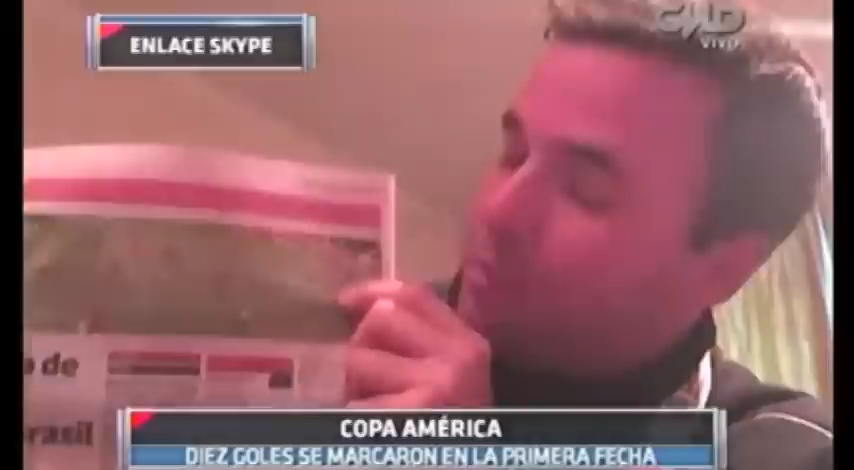 ENLACE SKYPE
CMD
VIVO
de
rasil
COPA AMÉRICA
DIEZ GOLES SE MARCARON EN LA PRIMERA FECHA